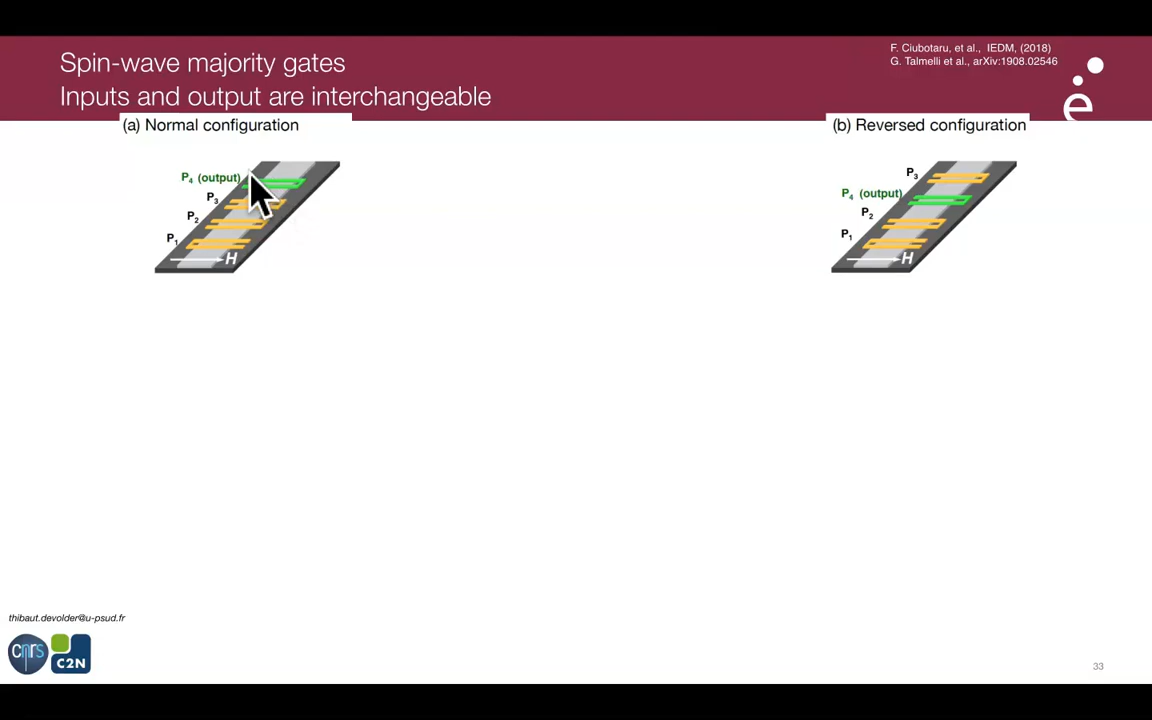 Spin-wave majority gates
Inputs and output are interchangeable
F. Ciubotaru, et al., IEDM, (2018)
G. Talmelli et al., arXiv:1908.02546
ė
(a) Normal configuration
P4 (output)
P3
P2
P1
H
(b) Reversed configuration
P3
P4 (output)
P2
P1
H
thibaut.devolder@u-psud.fr
cnrs
C2N
33